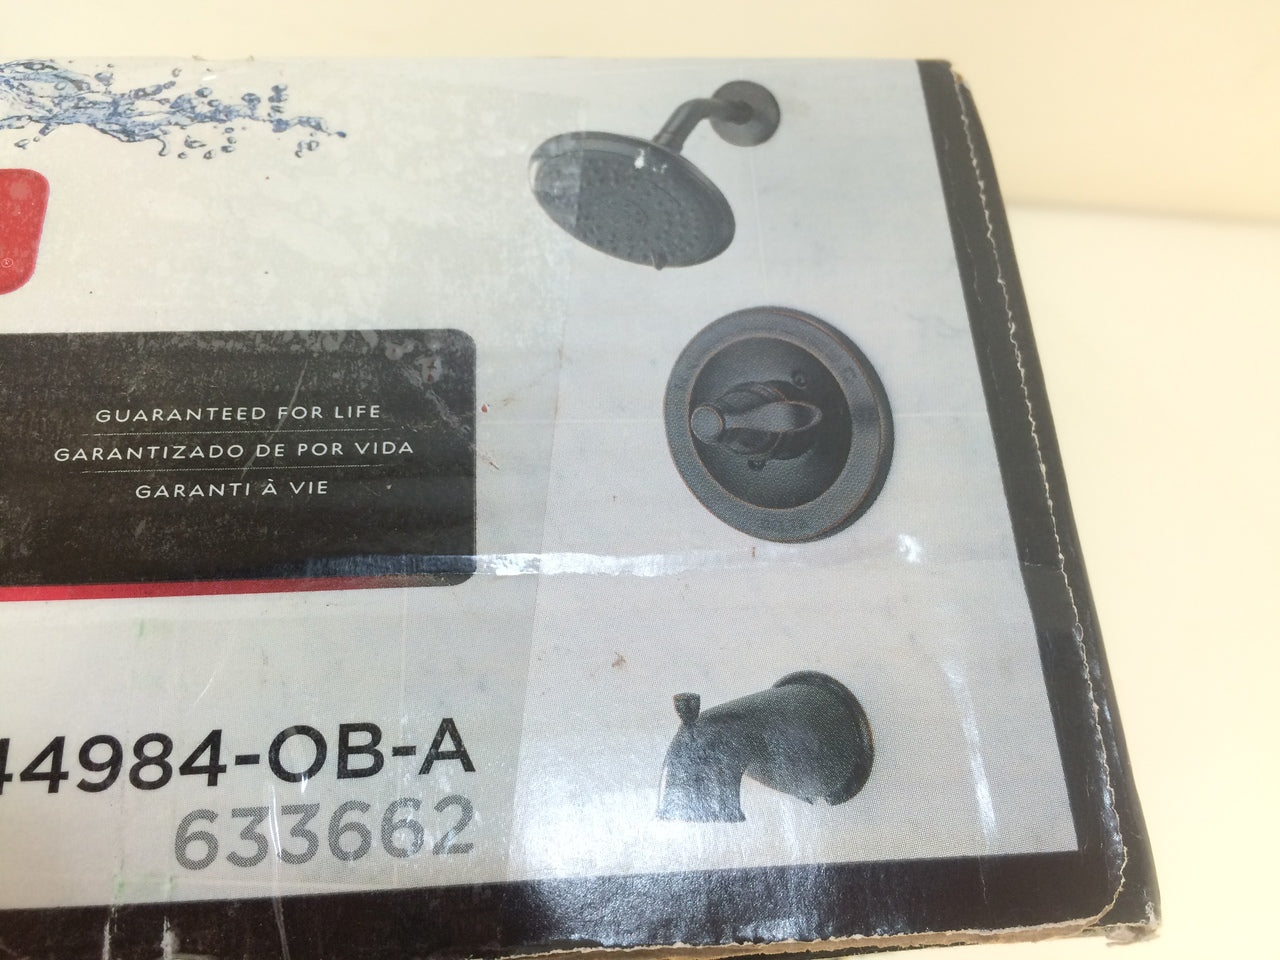 ®
GUARANTEED FOR LIFE
GARANTIZADO DE POR VIDA
GARANTI À VIE
44984-OB-A
633662